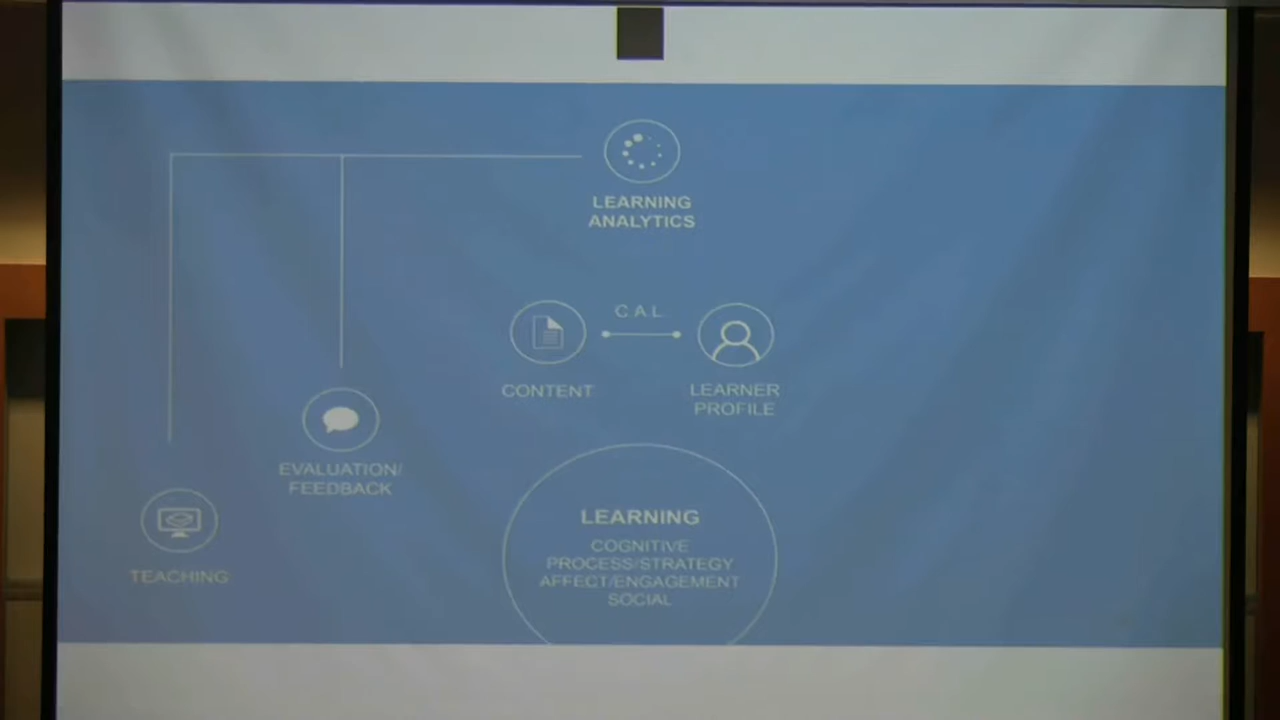 LEARNING
ANALYTICS
C.A.L.
CONTENT
LEARNER
PROFILE
EVALUATION/
FEEDBACK
TEACHING
LEARNING
COGNITIVE
PROCESS/STRATEGY
AFFECT/ENGAGEMENT
SOCIAL